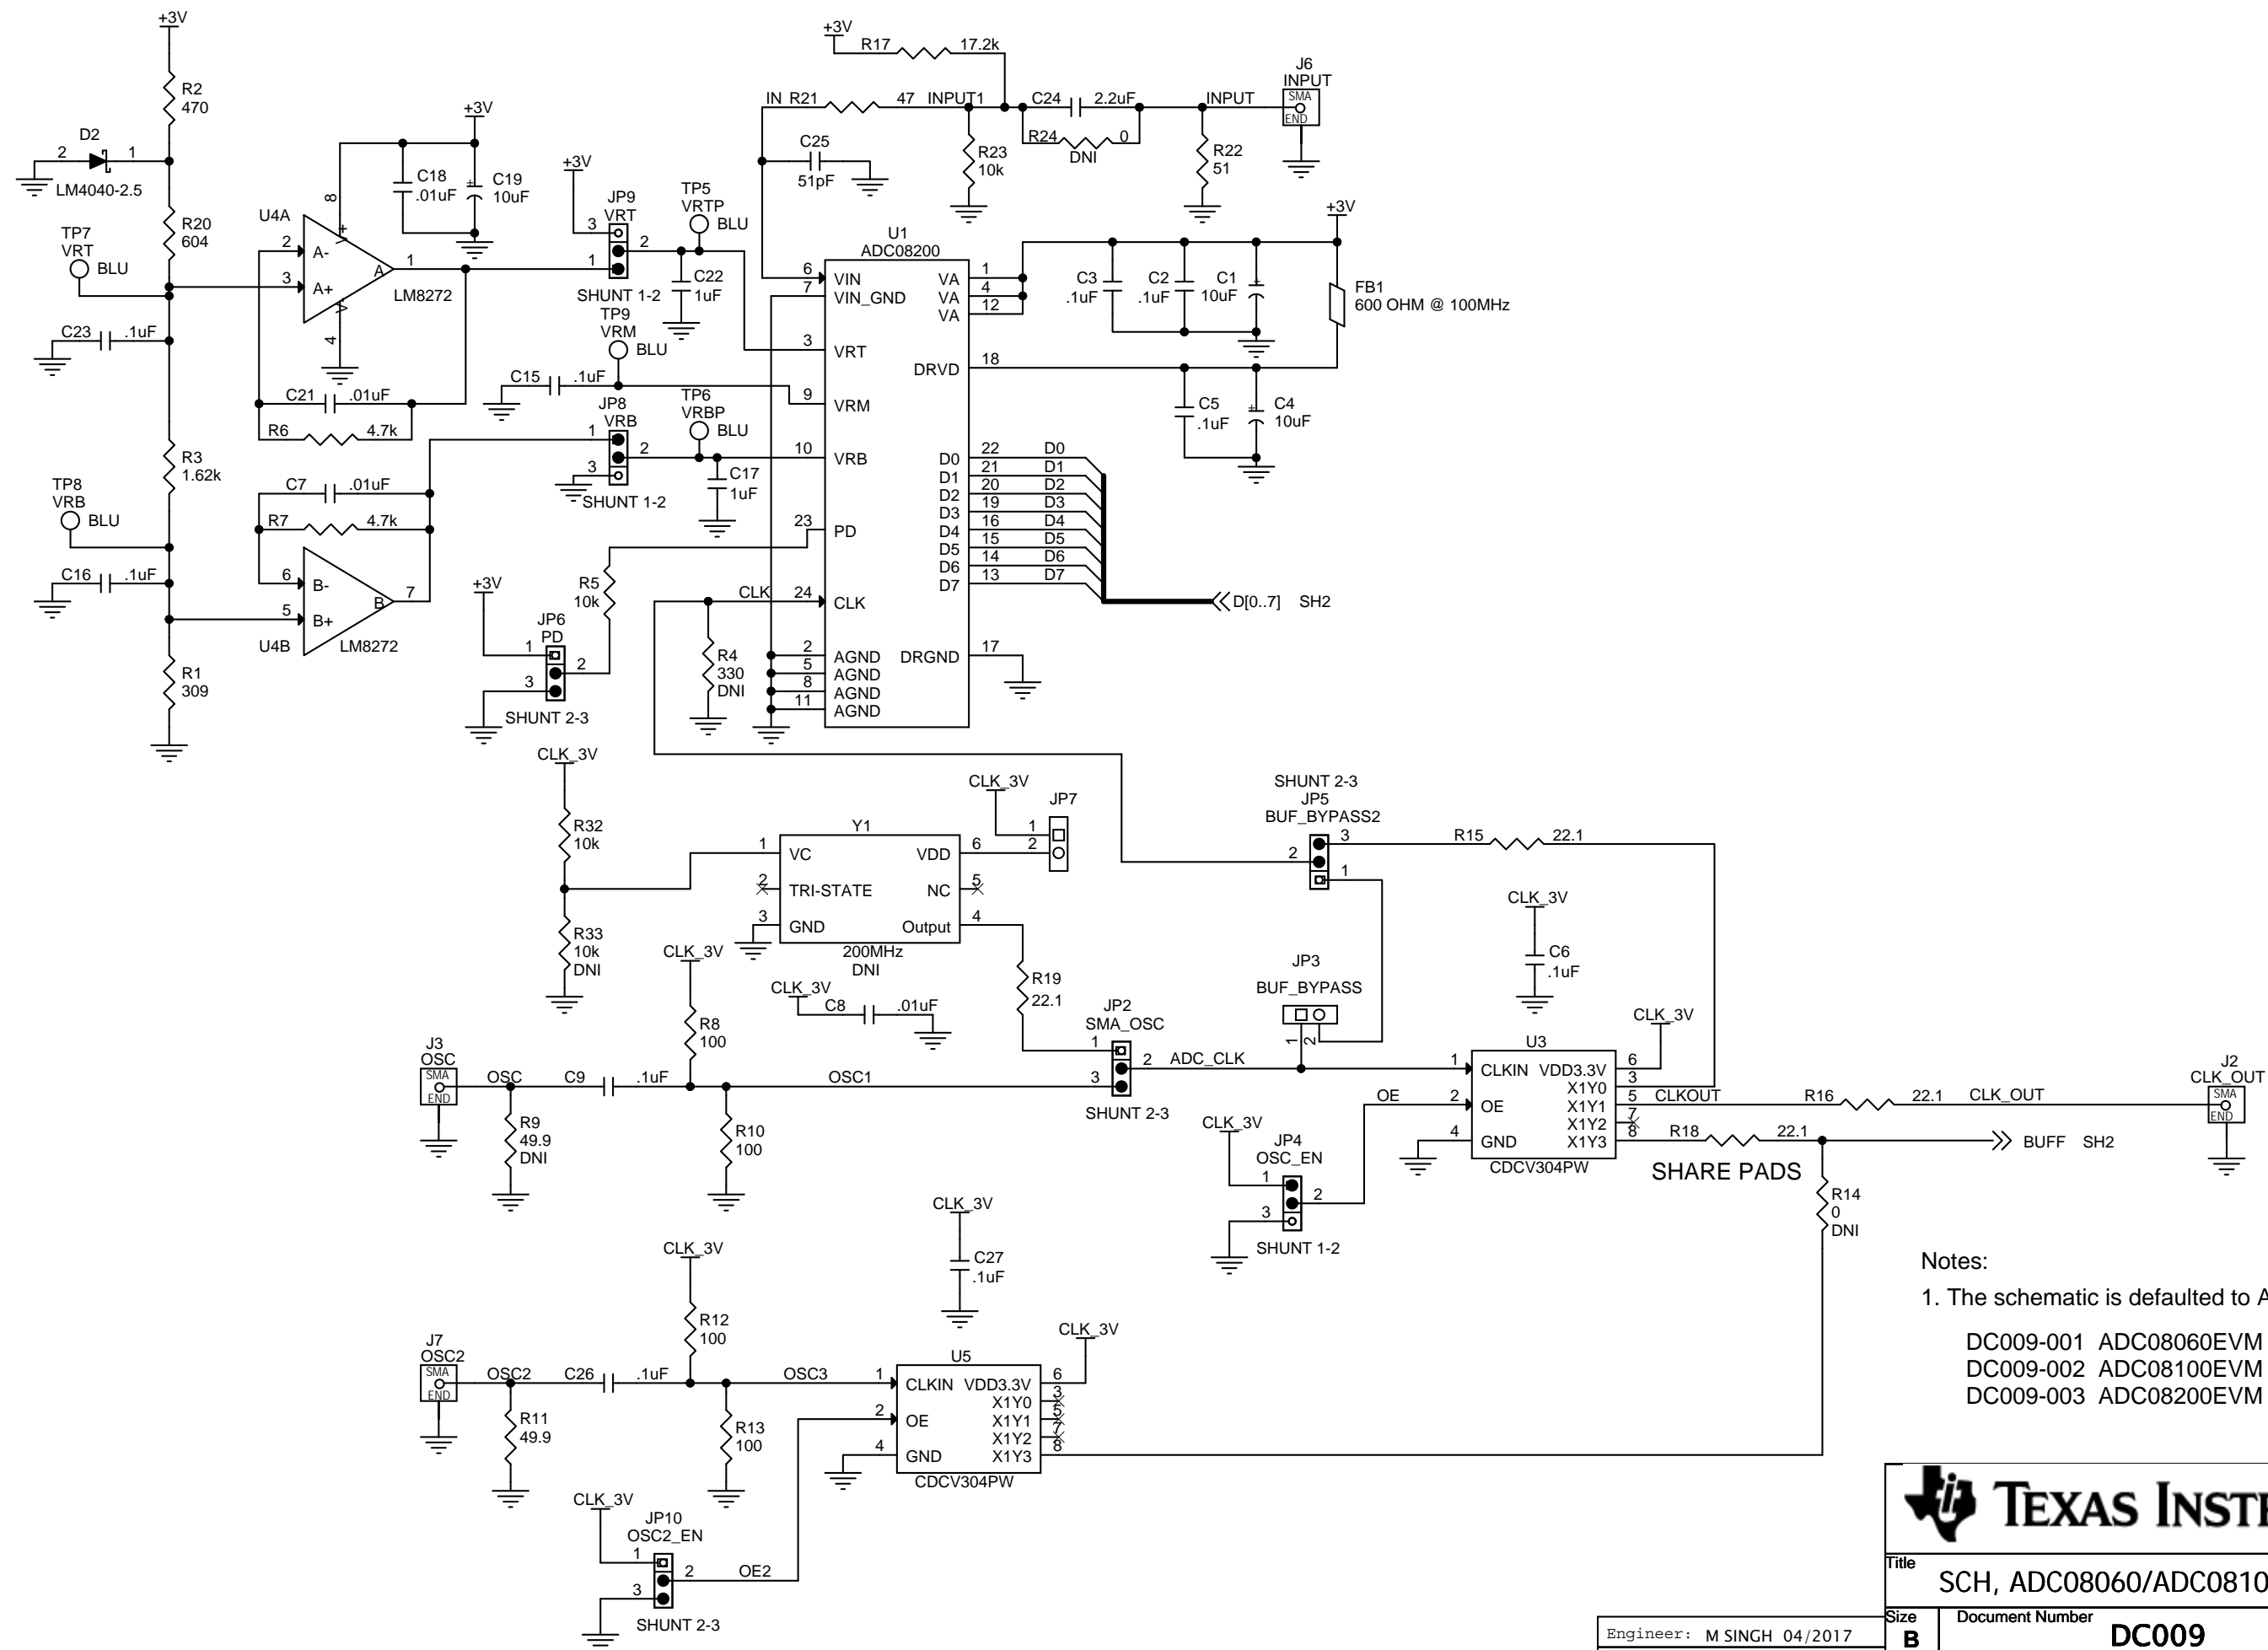 +3V
R2
470
D2
2
1
LM4040-2.5
R20
604
TP7
VRT
BLU
C23
.1uF
R3
1.62k
TP8
VRB
BLU
C16
.1uF
R1
309
+3V
C18
.01uF
C19
10uF
U4A
8
V+
2
A-
3
A+
A
1
V-
4
LM8272
C21
.01uF
R6
4.7k
C7
.01uF
R7
4.7k
6
B-
5
B+
B
7
U4B
LM8272
+3V
JP9
VRT
3
2
1
SHUNT 1-2
TP5
VRTP
BLU
C22
1uF
TP9
VRM
BLU
C15
.1uF
JP8
VRB
1
2
3
SHUNT 1-2
TP6
VRBP
BLU
C17
1uF
+3V
JP6
PD
1
2
3
SHUNT 2-3
R5
10k
CLK
R4
330
DNI
+3V
R17
17.2k
IN
R21
47
INPUT1
C24
2.2uF
INPUT
R24
0
DNI
J6
INPUT
SMA
END
C25
51pF
R23
10k
R22
51
U1
ADC08200
6
VIN
7
VIN_GND
3
VRT
9
VRM
10
VRB
23
PD
24
CLK
2
AGND
5
AGND
8
AGND
11
AGND
VA
1
VA
4
VA
12
DRVD
18
D0
22
D0
D1
21
D1
D2
20
D2
D3
19
D3
D4
16
D4
D5
15
D5
D6
14
D6
D7
13
D7
DRGND
17
D[0..7]
SH2
+3V
C3
.1uF
C2
.1uF
C1
10uF
FB1
600 OHM @ 100MHz
C5
.1uF
C4
10uF
CLK_3V
R32
10k
R33
10k
DNI
Y1
1
VC
2
TRI-STATE
3
GND
VDD
6
NC
5
Output
4
200MHz
DNI
CLK_3V
JP7
1
2
CLK_3V
C8
.01uF
R19
22.1
CLK_3V
R8
100
J3
OSC
SMA
END
OSC
C9
.1uF
OSC1
R9
49.9
DNI
R10
100
JP2
SMA_OSC
1
2
3
SHUNT 2-3
ADC_CLK
SHUNT 2-3
JP5
BUF_BYPASS2
3
2
1
R15
22.1
JP3
BUF_BYPASS
1
2
CLK_3V
C6
.1uF
CLK_3V
U3
1
CLKIN
2
OE
4
GND
VDD3.3V
6
X1Y0
3
X1Y1
5
X1Y2
7
X1Y3
8
CDCV304PW
OE
CLKOUT
R16
22.1
CLK_OUT
J2
CLK_OUT
SMA
END
R18
22.1
BUFF
SH2
SHARE PADS
R14
0
DNI
CLK_3V
JP4
OSC_EN
1
2
3
SHUNT 1-2
CLK_3V
C27
.1uF
CLK_3V
R12
100
J7
OSC2
SMA
END
OSC2
C26
.1uF
OSC3
R11
49.9
R13
100
U5
1
CLKIN
2
OE
4
GND
VDD3.3V
6
X1Y0
3
X1Y1
5
X1Y2
7
X1Y3
8
CDCV304PW
CLK_3V
CLK_3V
JP10
OSC2_EN
1
2
3
OE2
SHUNT 2-3
Notes:
1. The schematic is defaulted to A
DC009-001 ADC08060EVM
DC009-002 ADC08100EVM
DC009-003 ADC08200EVM
TEXAS INST
Title
SCH, ADC08060/ADC0810
Size
B
Document Number
DC009
Engineer: M SINGH 04/2017